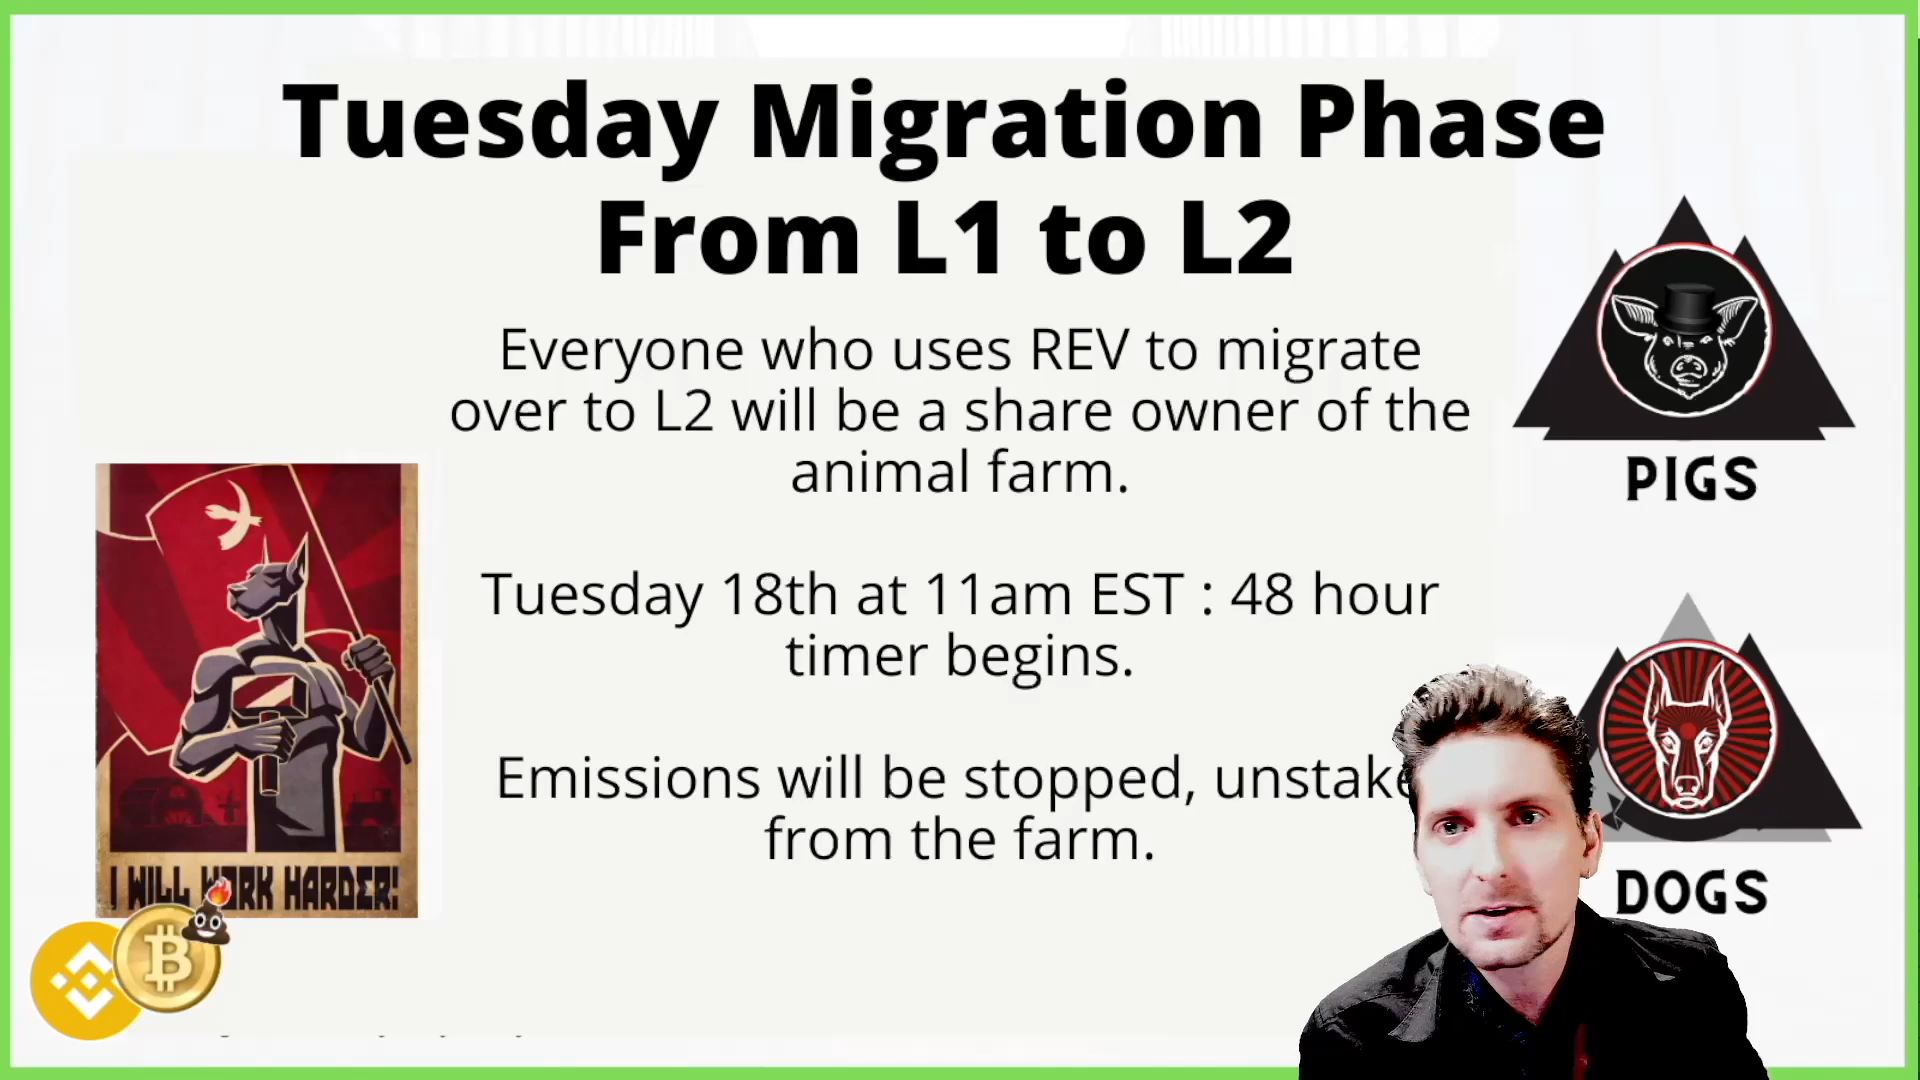 Tuesday Migration Phase
From L1 to L2
Everyone who uses REV to migrate
over to L2 will be a share owner of the
animal farm.
Tuesday 18th at 11am EST : 48 hour
timer begins.
Emissions will be stopped, unstake
from the farm.
PIGS
DOGS
I WILL WORK HARDER!